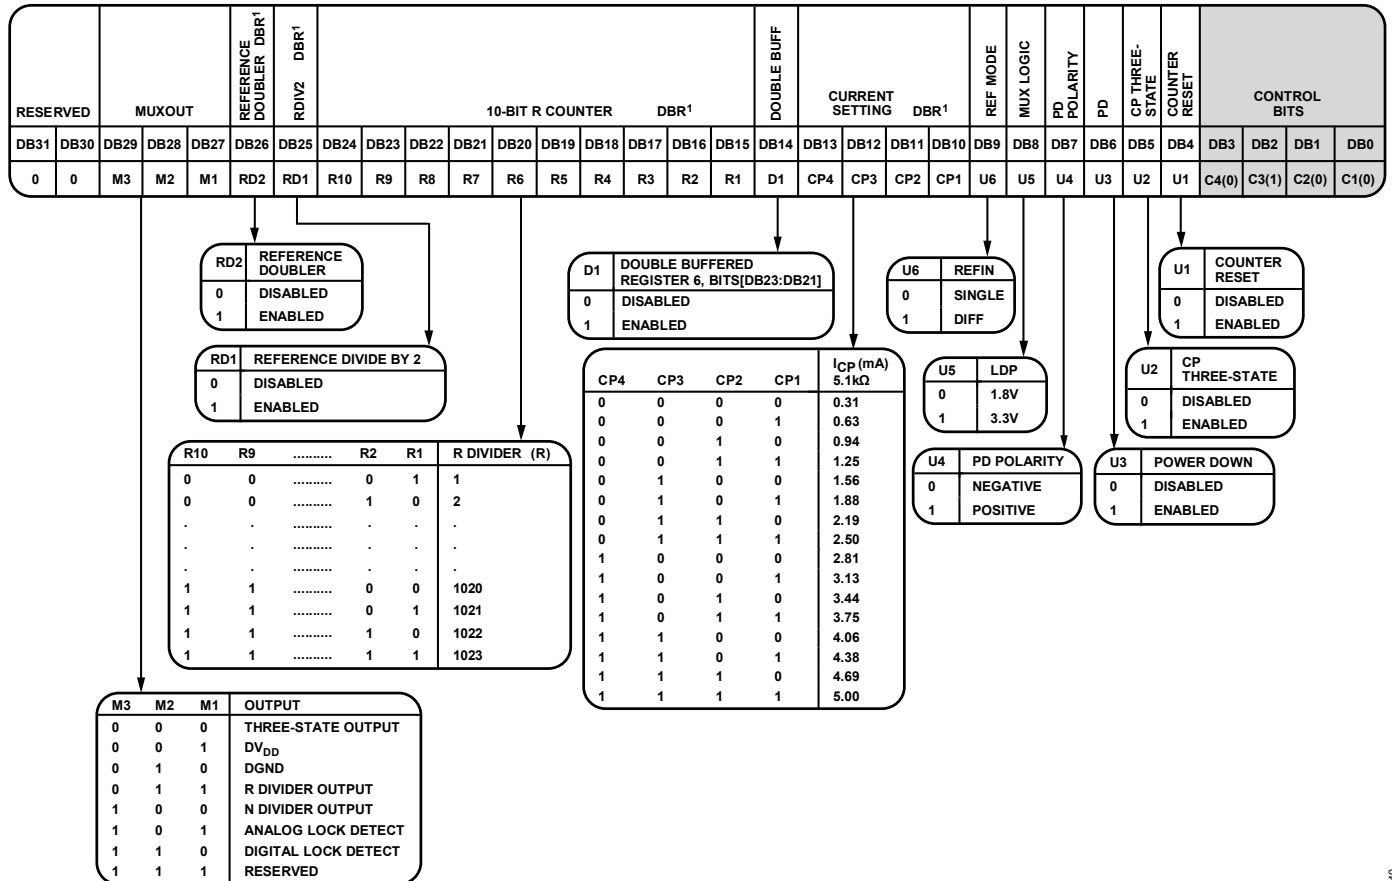 RESERVED MUXOUT REFERENCE DOUBLER DBR1 RDIV2 DBR1 10-BIT R COUNTER DBR1 DOUBLE BUFF CURRENT SETTING DBR1 REF MODE MUX LOGIC PD POLARITY PD CP THREE-STATE COUNTER RESET CONTROL BITS
DB31 DB30 DB29 DB28 DB27 DB26 DB25 DB24 DB23 DB22 DB21 DB20 DB19 DB18 DB17 DB16 DB15 DB14 DB13 DB12 DB11 DB10 DB9 DB8 DB7 DB6 DB5 DB4 DB3 DB2 DB1 DB0
0 0 M3 M2 M1 RD2 RD1 R10 R9 R8 R7 R6 R5 R4 R3 R2 R1 D1 CP4 CP3 CP2 CP1 U6 U5 U4 U3 U2 U1 C4(0) C3(1) C2(0) C1(0)
RD2 REFERENCE DOUBLER
0 DISABLED
1 ENABLED
RD1 REFERENCE DIVIDE BY 2
0 DISABLED
1 ENABLED
R10 R9 .......... R2 R1 R DIVIDER (R)
0 0 .......... 0 1 1
0 0 .......... 1 0 2
. . .......... . . .
. . .......... . . .
. . .......... . . .
1 1 .......... 0 0 1020
1 1 .......... 0 1 1021
1 1 .......... 1 0 1022
1 1 .......... 1 1 1023
M3 M2 M1 OUTPUT
0 0 0 THREE-STATE OUTPUT
0 0 1 DVDD
0 1 0 DGND
0 1 1 R DIVIDER OUTPUT
1 0 0 N DIVIDER OUTPUT
1 0 1 ANALOG LOCK DETECT
1 1 0 DIGITAL LOCK DETECT
1 1 1 RESERVED
D1 DOUBLE BUFFERED
REGISTER 6, BITS[DB23:DB21]
0 DISABLED
1 ENABLED
ICP (mA)
CP4 CP3 CP2 CP1 5.1kΩ
0 0 0 0 0.31
0 0 0 1 0.63
0 0 1 0 0.94
0 0 1 1 1.25
0 1 0 0 1.56
0 1 0 1 1.88
0 1 1 0 2.19
0 1 1 1 2.50
1 0 0 0 2.81
1 0 0 1 3.13
1 0 1 0 3.44
1 0 1 1 3.75
1 1 0 0 4.06
1 1 0 1 4.38
1 1 1 0 4.69
1 1 1 1 5.00
U6 REFIN
0 SINGLE
1 DIFF
U5 LDP
0 1.8V
1 3.3V
U4 PD POLARITY
0 NEGATIVE
1 POSITIVE
U1 COUNTER RESET
0 DISABLED
1 ENABLED
U2 CP
THREE-STATE
0 DISABLED
1 ENABLED
U3 POWER DOWN
0 DISABLED
1 ENABLED